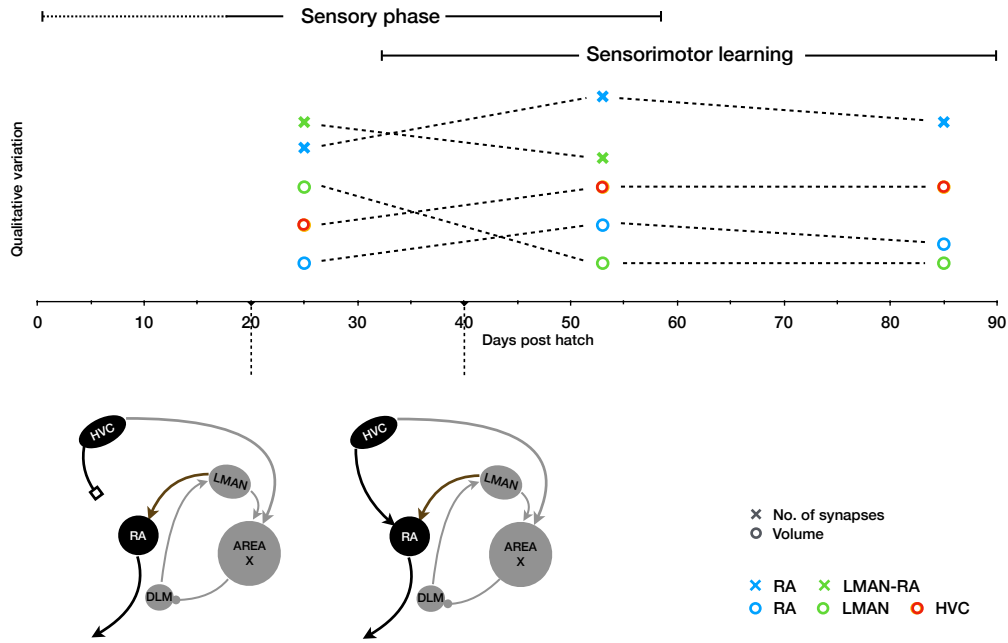 Sensory phase
Sensorimotor learning
Qualitative variation
0 10 20 30 40 50 60 70 80 90
Days post hatch
HVC
LMAN
RA
AREA
X
DLM
HVC
LMAN
RA
AREA
X
DLM
No. of synapses
Volume
RA LMAN-RA
RA LMAN HVC